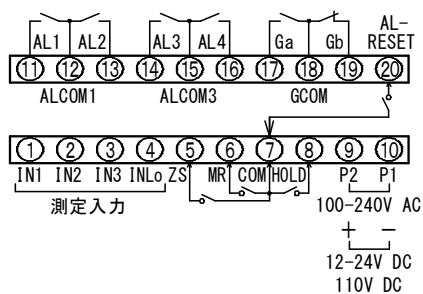 AL1 AL2 AL3 AL4 Ga Gb AL-RESET
11 12 13 14 15 16 17 18 19 20
ALCOM1 ALCOM3 GCOM
1 2 3 4 5 6 7 8 9 10
IN1 IN2 IN3 INLo ZS MR COM HOLD P2 P1
測定入力
100-240V AC
+ −
12-24V DC
110V DC